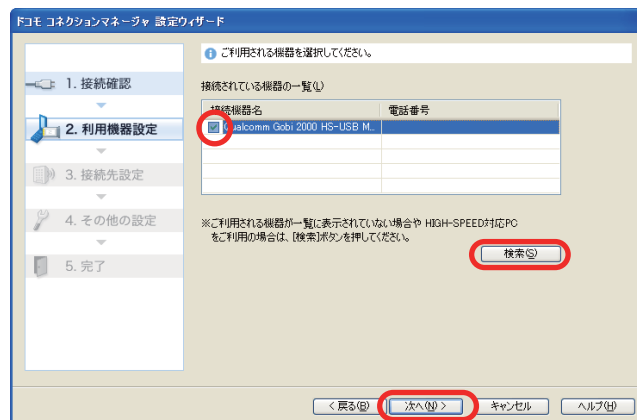 ドコモ コネクションマネージャ 設定ウィザード
ご利用される機器を選択してください。
1. 接続確認
2. 利用機器設定
3. 接続先設定
4. その他の設定
5. 完了
接続されている機器の一覧(L)
接続機器名 電話番号
Qualcomm Gobi 2000 HS-USB M...
※ご利用される機器が一覧に表示されていない場合や HIGH-SPEED対応PC
をご利用の場合は、[検索]ボタンを押してください。
検索(S)
< 戻る(B) 次へ(N) > キャンセル ヘルプ(H)